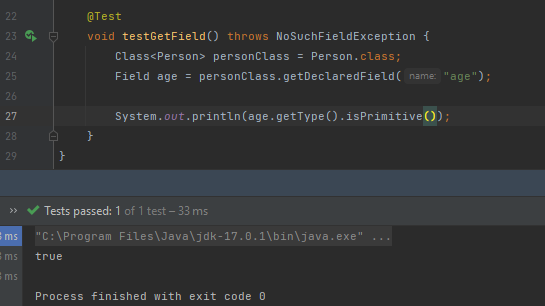 22 @Test
23 void testGetField() throws NoSuchFieldException {
24 Class<Person> personClass = Person.class;
25 Field age = personClass.getDeclaredField( name: "age");
26
27 System.out.println(age.getType().isPrimitive());
28 }
29 }
» Tests passed: 1 of 1 test – 33 ms
3 ms "C:\Program Files\Java\jdk-17.0.1\bin\java.exe" ...
3 ms true
3 ms
Process finished with exit code 0